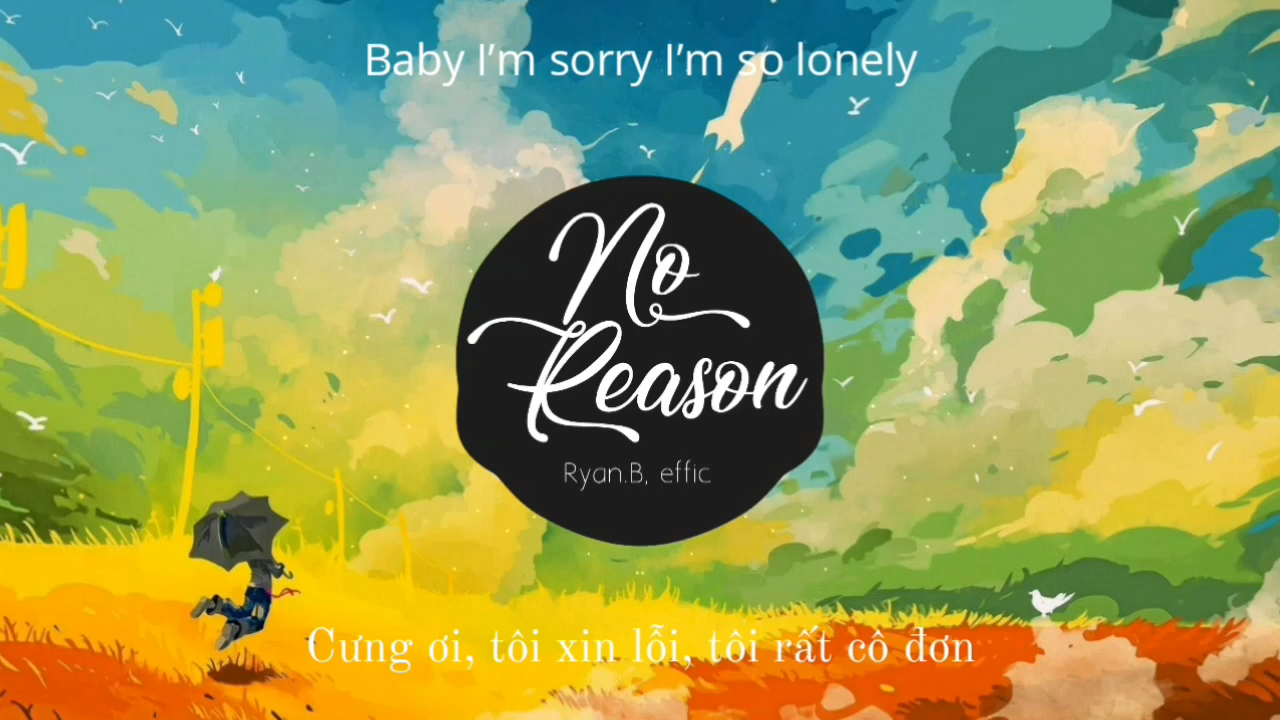 Baby I’m sorry I’m so lonely
No
Reason
Ryan.B, effic
Cưng ơi, tôi xin lỗi, tôi rất cô đơn